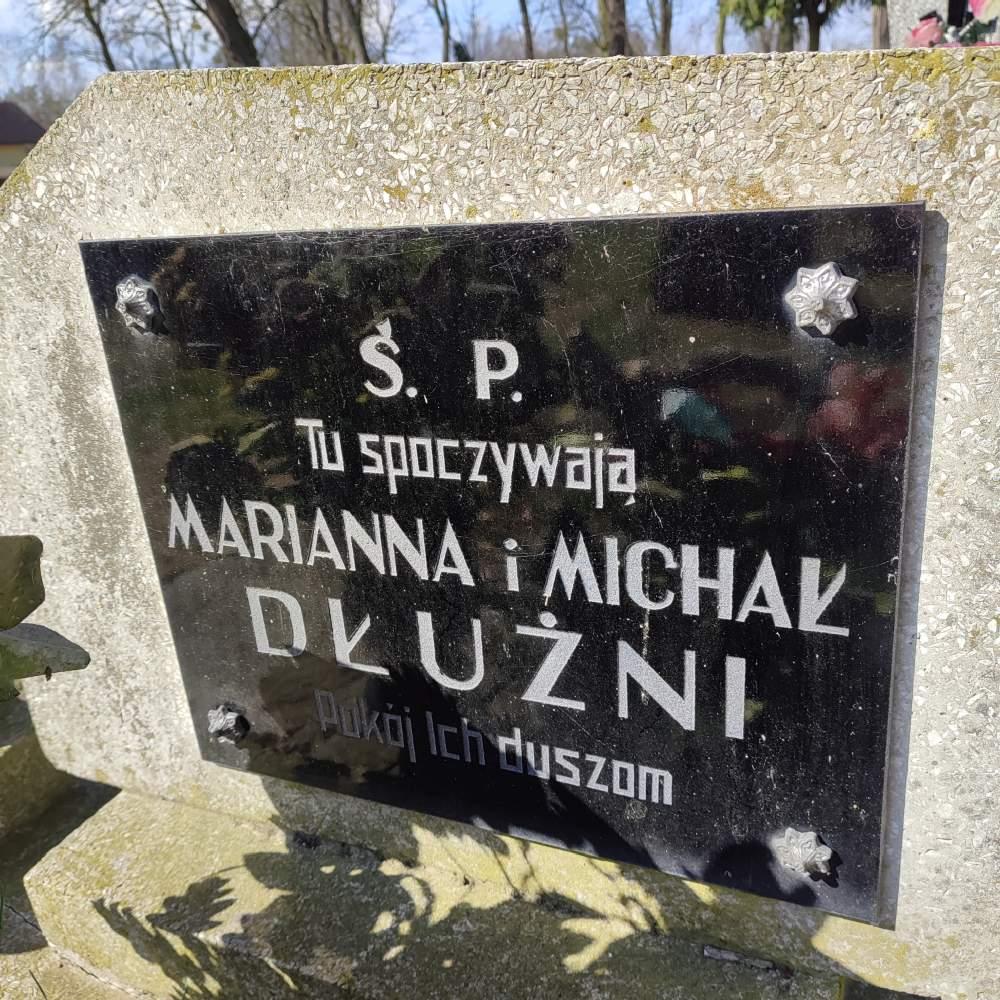 Ś. P.
Tu spoczywają
MARIANNA i MICHAŁ
DŁUŻNI
Pokój Ich duszom